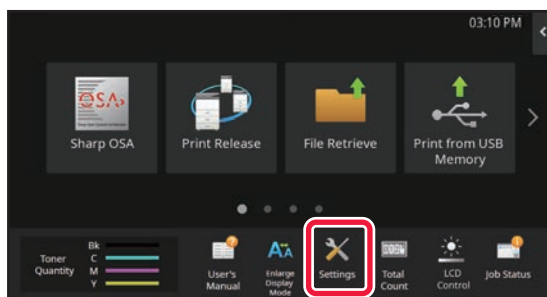 03:10 PM
OSA
Sharp OSA
Print Release
File Retrieve
Print from USB
Memory
Toner
Quantity
Bk
C
M
Y
User's
Manual
Enlarge
Display
Mode
Settings
Total
Count
LCD
Control
Job Status